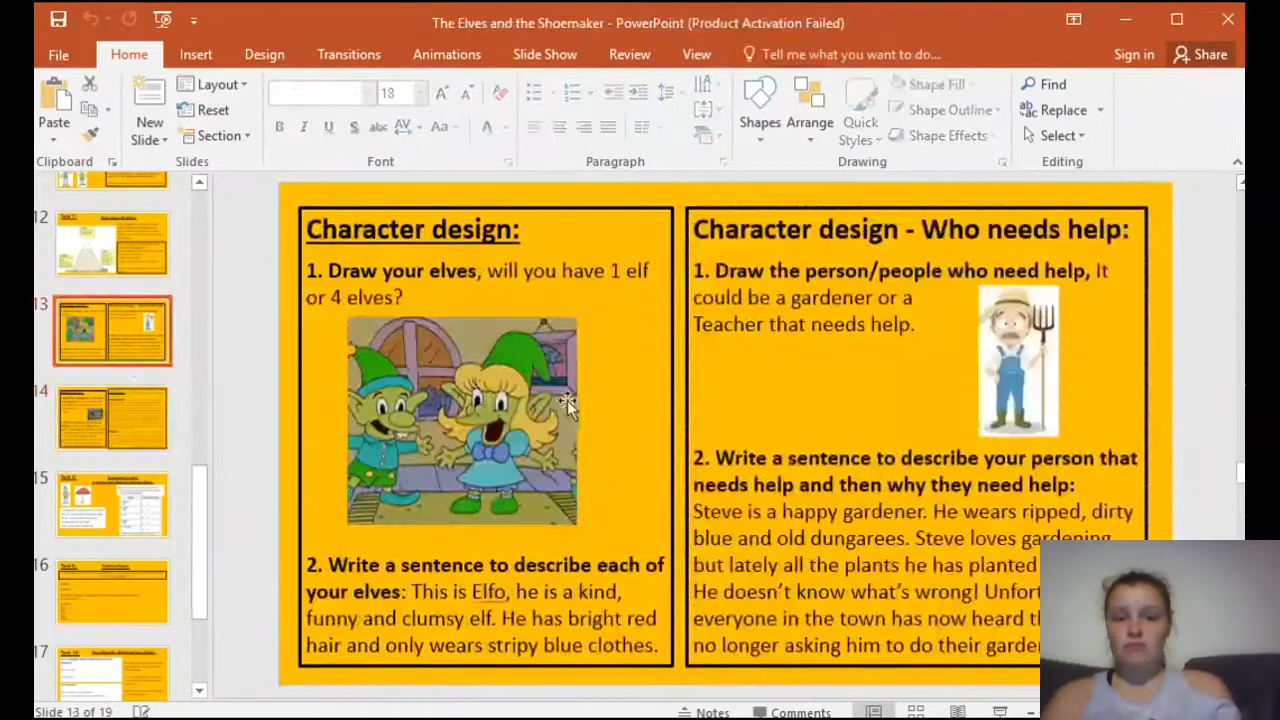 The Elves and the Shoemaker - PowerPoint (Product Activation Failed)
File Home Insert Design Transitions Animations Slide Show Review View Tell me what you want to do... Sign in Share
Paste
New Slide
Layout
Reset
Section
18
Shapes
Arrange
Quick Styles
Shape Fill
Shape Outline
Shape Effects
Find
Replace
Select
Clipboard Slides Font Paragraph Drawing Editing
12
13
14
15
16
17
Character design:
1. Draw your elves, will you have 1 elf
or 4 elves?
2. Write a sentence to describe each of
your elves: This is Elfo, he is a kind,
funny and clumsy elf. He has bright red
hair and only wears stripy blue clothes.
Character design - Who needs help:
1. Draw the person/people who need help, It
could be a gardener or a
Teacher that needs help.
2. Write a sentence to describe your person that
needs help and then why they need help:
Steve is a happy gardener. He wears ripped, dirty
blue and old dungarees. Steve loves gardening
but lately all the plants he has planted
He doesn't know what's wrong!
everyone in the town has now heard
no longer asking him to do their
Slide 13 of 19
Notes Comments